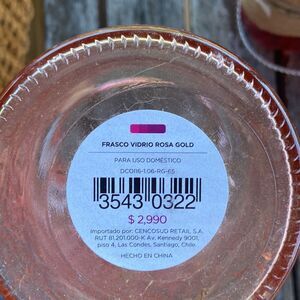 FRASCO VIDRIO ROSA GOLD
PARA USO DOMÉSTICO
DC0116-1.06-RG-65
3543 0322
$ 2,990
Importado por: CENCOSUD RETAIL S.A.
RUT 81.201.000-K Av. Kennedy 9001,
piso 4, Las Condes, Santiago, Chile.
HECHO EN CHINA